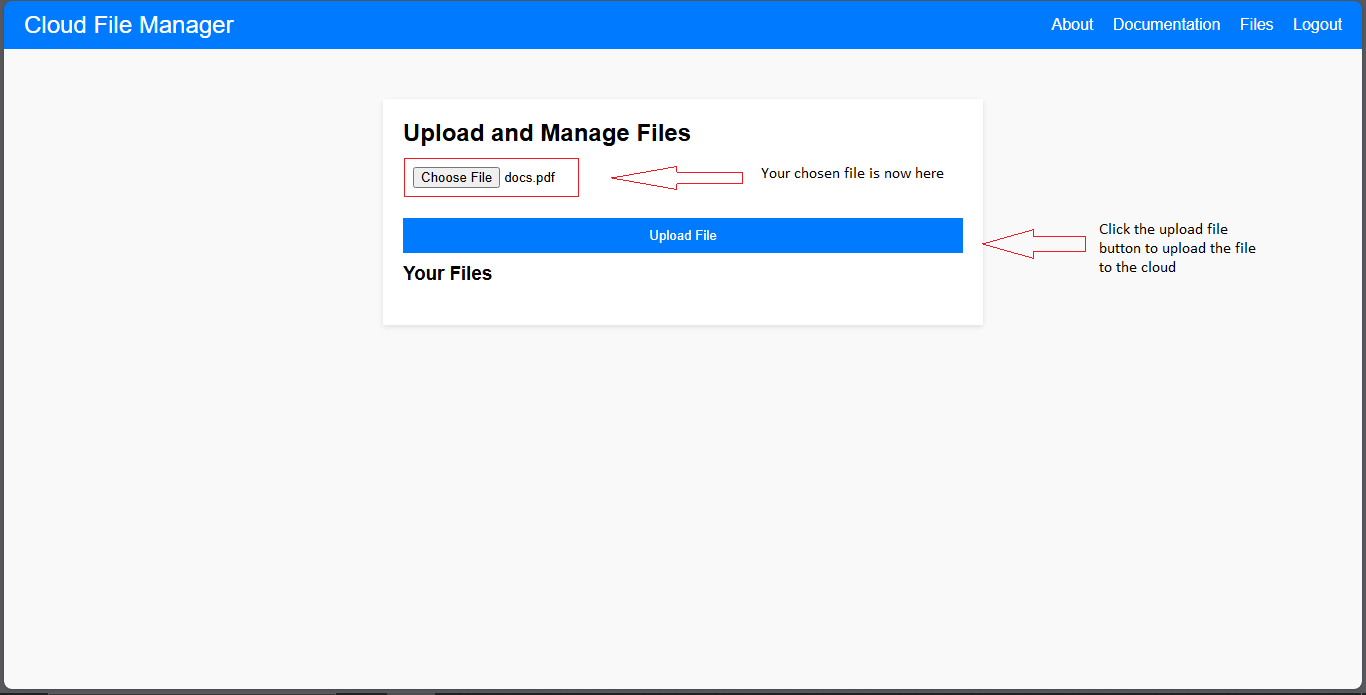 Cloud File Manager
About Documentation Files Logout
Upload and Manage Files
Choose File docs.pdf
Your chosen file is now here
Upload File
Click the upload file
button to upload the file
to the cloud
Your Files